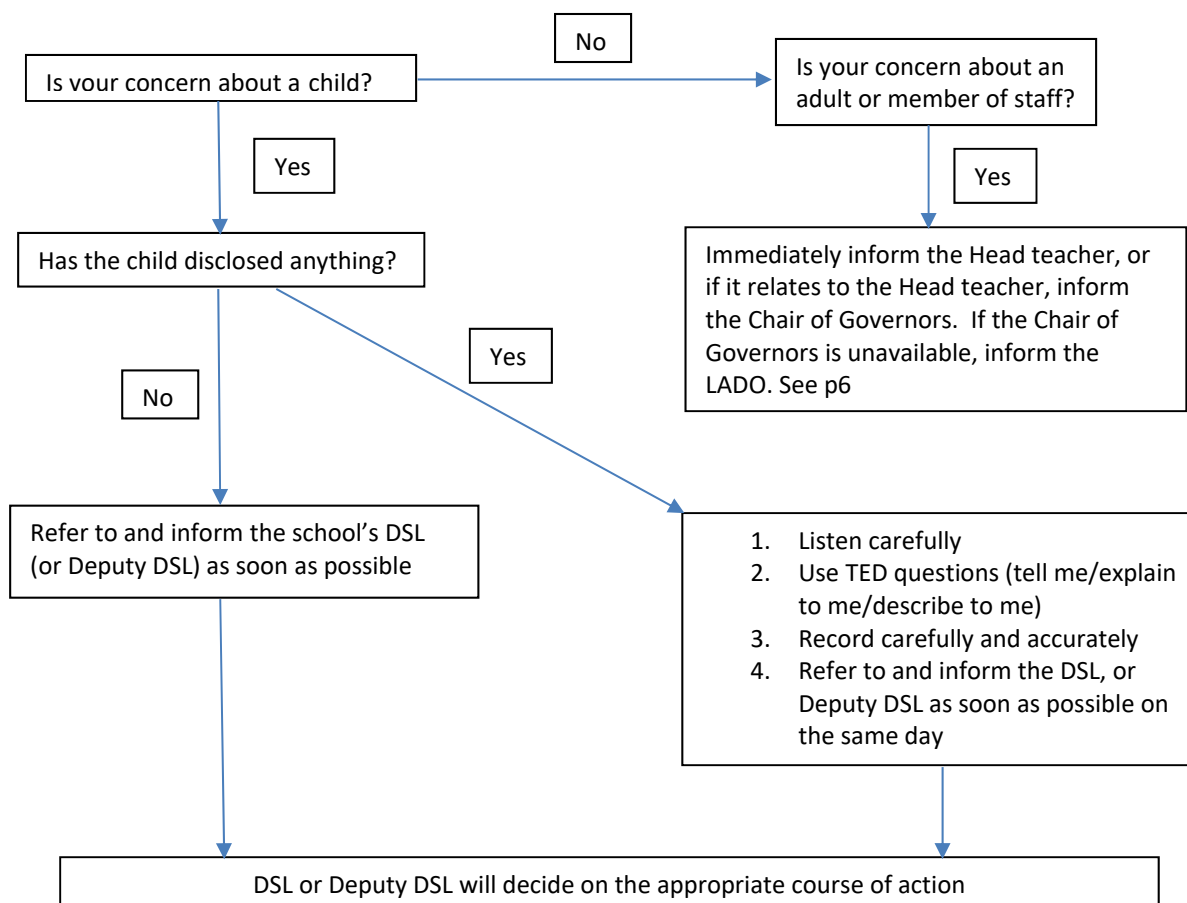 No
Is your concern about a child?
Is your concern about an
adult or member of staff?
Yes
Yes
Has the child disclosed anything?
Immediately inform the Head teacher, or
if it relates to the Head teacher, inform
the Chair of Governors.  If the Chair of
Governors is unavailable, inform the
LADO. See p6
Yes
No
Refer to and inform the school’s DSL
(or Deputy DSL) as soon as possible
1. Listen carefully
2. Use TED questions (tell me/explain
to me/describe to me)
3. Record carefully and accurately
4. Refer to and inform the DSL, or
Deputy DSL as soon as possible on
the same day
DSL or Deputy DSL will decide on the appropriate course of action